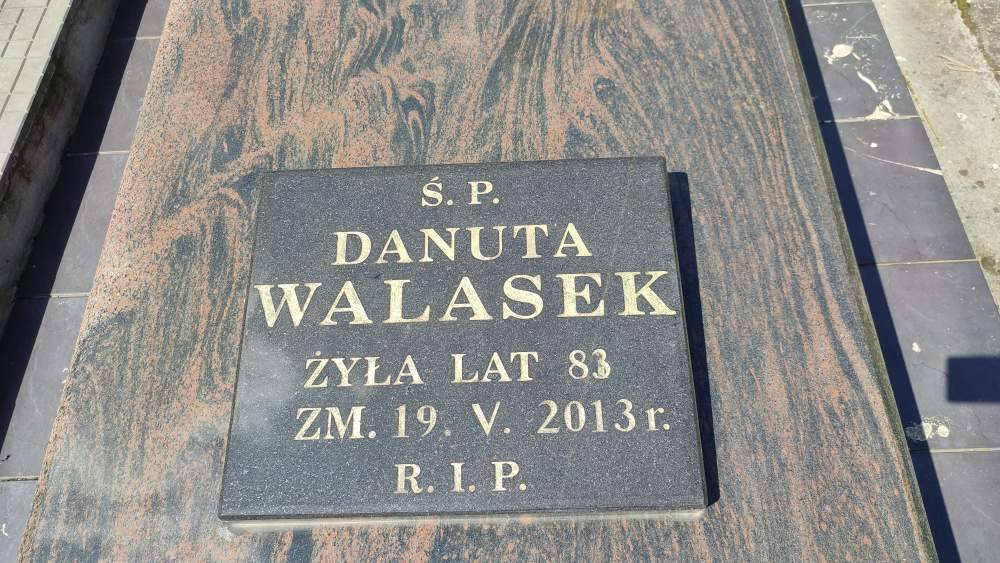 Ś. P.
DANUTA
WALASEK
ŻYŁA LAT 83
ZM. 19. V. 2013 r.
R. I. P.